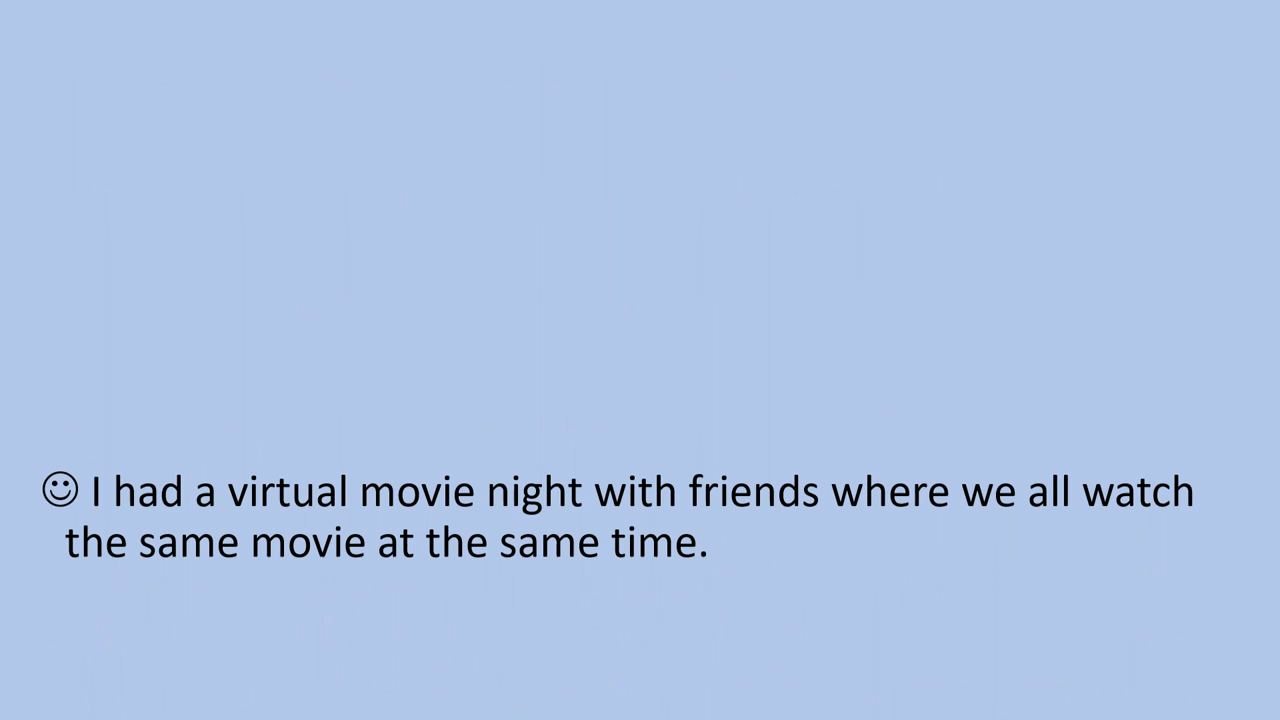 ☺ I had a virtual movie night with friends where we all watch
the same movie at the same time.